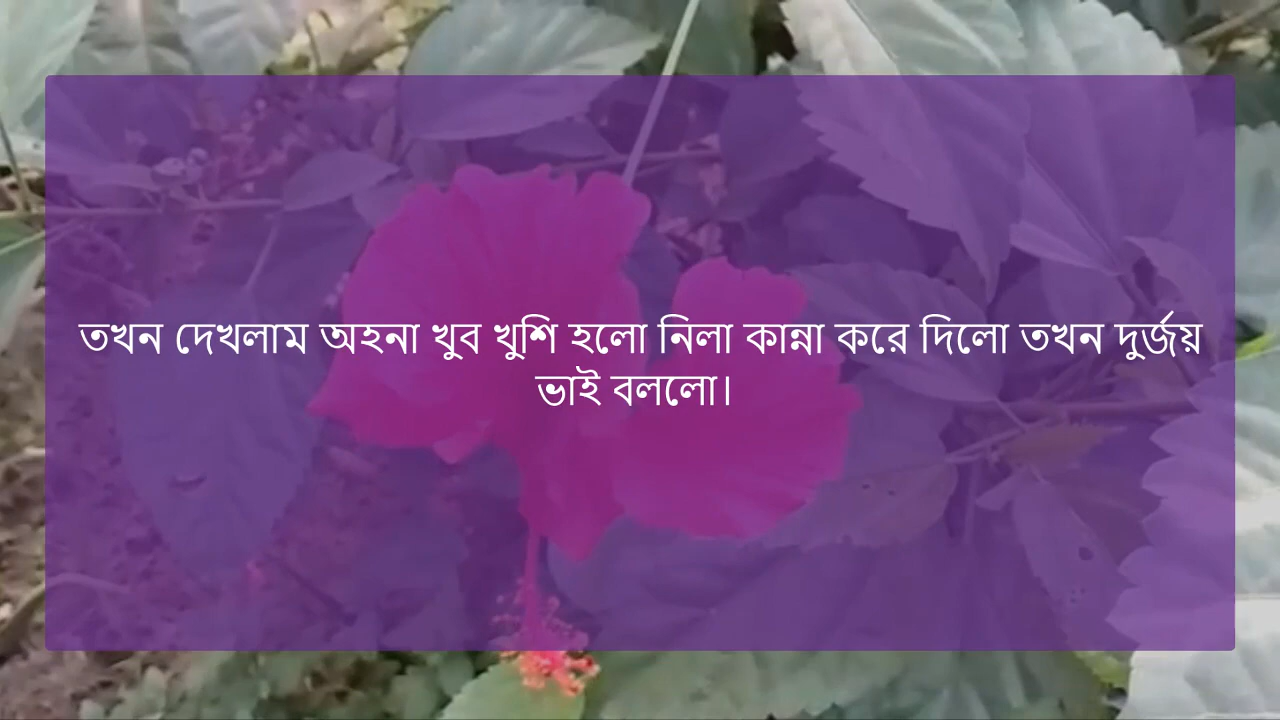 তখন দেখলাম অহনা খুব খুশি হলো নিলা কান্না করে দিলো তখন দুর্জয়
ভাই বললো।